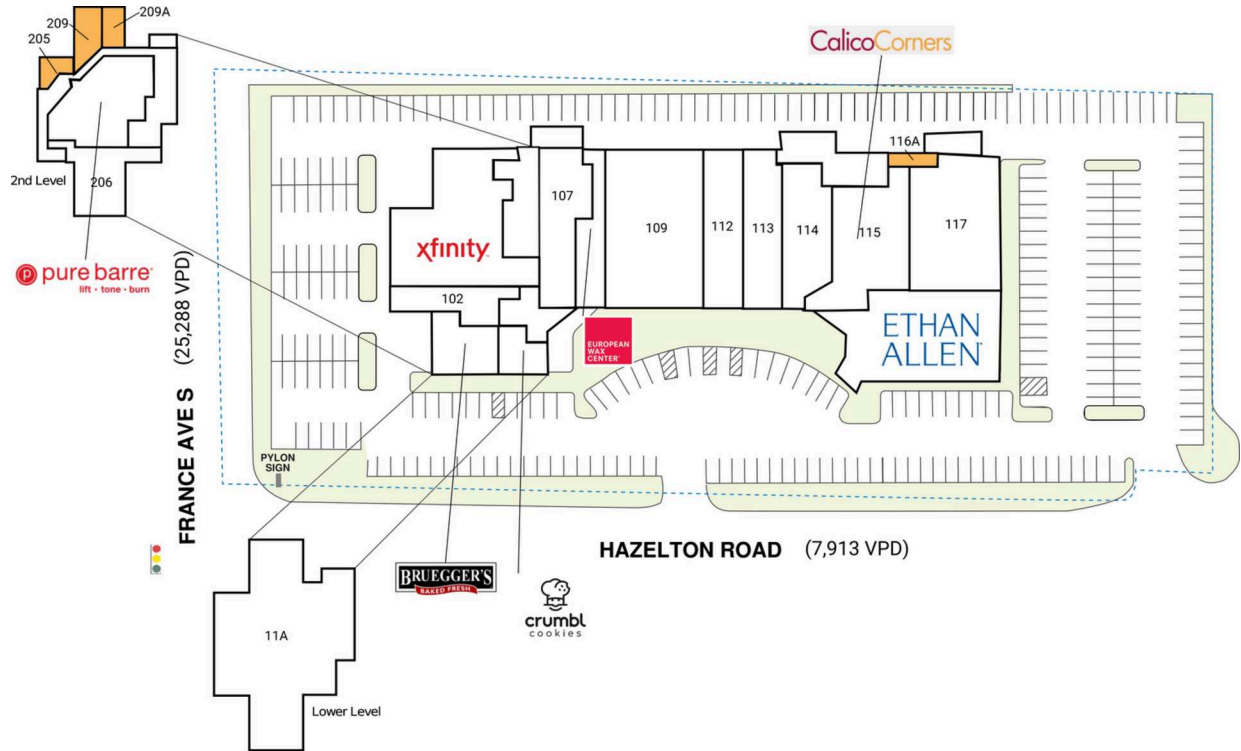 209
209A
205
2nd Level
206
pure barre
lift • tone • burn
CalicoCorners
116A
107
109
112
113
114
115
117
xfinity
102
EUROPEAN
WAX
CENTER
ETHAN
ALLEN
FRANCE AVE S (25,288 VPD)
PYLON
SIGN
HAZELTON ROAD (7,913 VPD)
BRUEGGER'S
BAKED FRESH
crumbl
cookies
11A
Lower Level